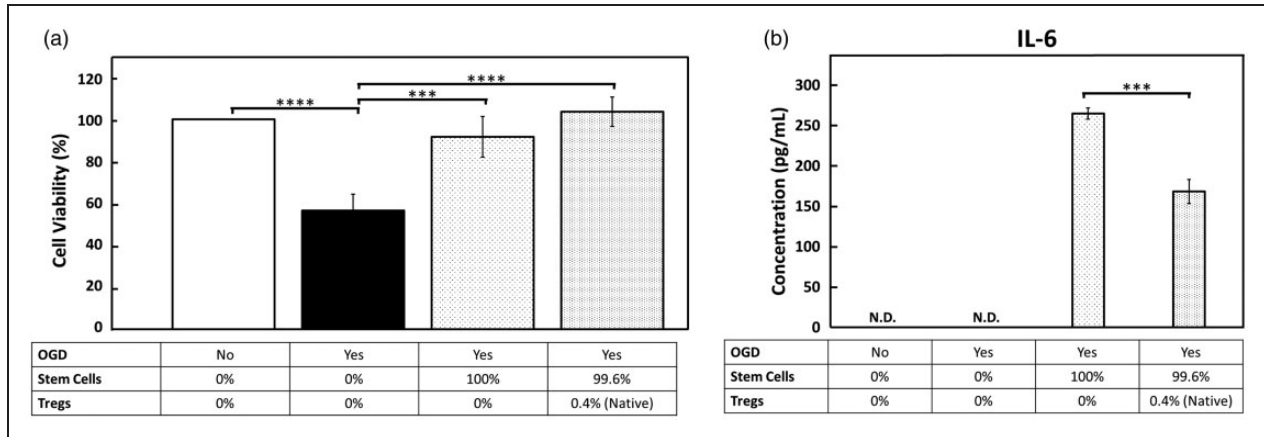 (a)
120
100
80
60
40
20
0
Cell Viability (%)
****
***
****
OGD No Yes Yes Yes
Stem Cells 0% 0% 100% 99.6%
Tregs 0% 0% 0% 0.4% (Native)
(b)
IL-6
300
250
200
150
100
50
0
Concentration (pg/mL)
N.D. N.D.
***
OGD No Yes Yes Yes
Stem Cells 0% 0% 100% 99.6%
Tregs 0% 0% 0% 0.4% (Native)